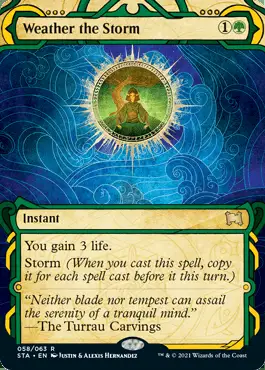 Weather the Storm 1
Instant
You gain 3 life.
Storm (When you cast this spell, copy
it for each spell cast before it this turn.)
“Neither blade nor tempest can assail
the serenity of a tranquil mind.”
—The Turrau Carvings
058/063 R
STA • EN Justin & Alexis Hernandez
™ & © 2021 Wizards of the Coast